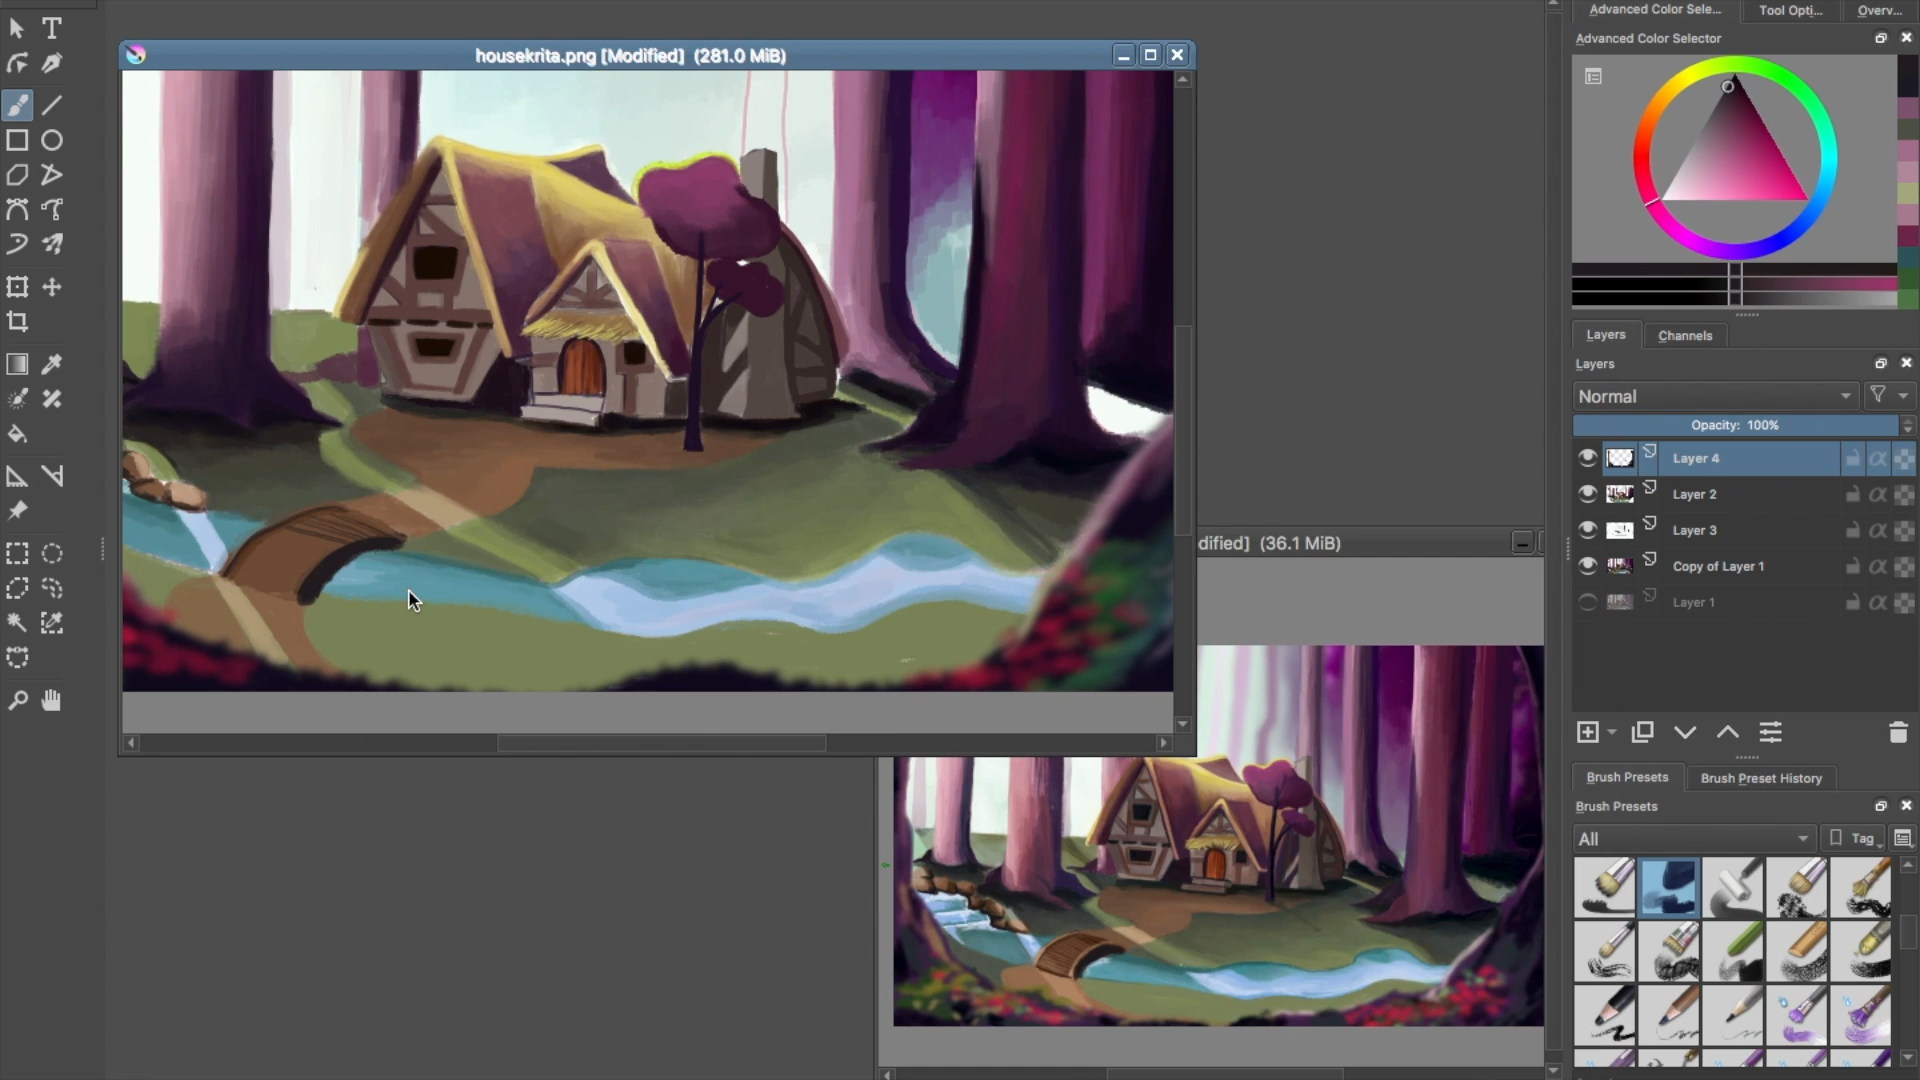 T
Advanced Color Sele...
Tool Opti...
Overv...
Advanced Color Selector
housekrita.png [Modified] (281.0 MiB)
Layers
Channels
Layers
Normal
Opacity: 100%
Layer 4
Layer 2
Layer 3
Copy of Layer 1
Layer 1
dified] (36.1 MiB)
Brush Presets
Brush Preset History
Brush Presets
All
Tag